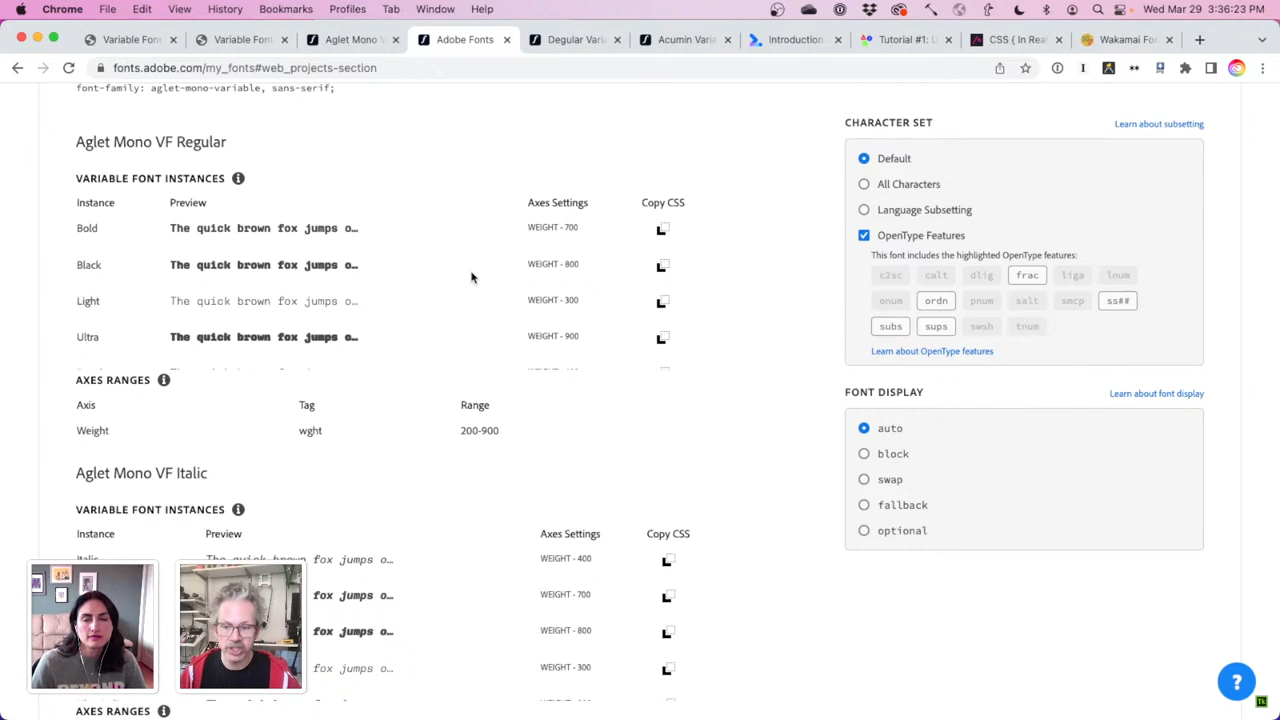 Chrome File Edit View History Bookmarks Profiles Tab Window Help Wed Mar 29 3:36:23 PM
Variable Fon Variable Font Aglet Mono V Adobe Fonts Degular Varia Acumin Varia Introduction Tutorial #1: L CSS { In Rea Wakamai Fon
fonts.adobe.com/my_fonts#web_projects-section
font-family: aglet-mono-variable, sans-serif;
Aglet Mono VF Regular
VARIABLE FONT INSTANCES
Instance Preview Axes Settings Copy CSS
Bold The quick brown fox jumps o… WEIGHT - 700
Black The quick brown fox jumps o… WEIGHT - 800
Light The quick brown fox jumps o… WEIGHT - 300
Ultra The quick brown fox jumps o… WEIGHT - 900
AXES RANGES
Axis Tag Range
Weight wght 200-900
Aglet Mono VF Italic
VARIABLE FONT INSTANCES
Instance Preview Axes Settings Copy CSS
Italic The quick brown fox jumps o… WEIGHT - 400
fox jumps o… WEIGHT - 700
fox jumps o… WEIGHT - 800
fox jumps o… WEIGHT - 300
AXES RANGES
CHARACTER SET Learn about subsetting
Default
All Characters
Language Subsetting
OpenType Features
This font includes the highlighted OpenType features:
c2sc calt dlig frac liga lnum
onum ordn pnum salt smcp ss##
subs sups swsh tnum
Learn about OpenType features
FONT DISPLAY Learn about font display
auto
block
swap
fallback
optional
BEYOND
?